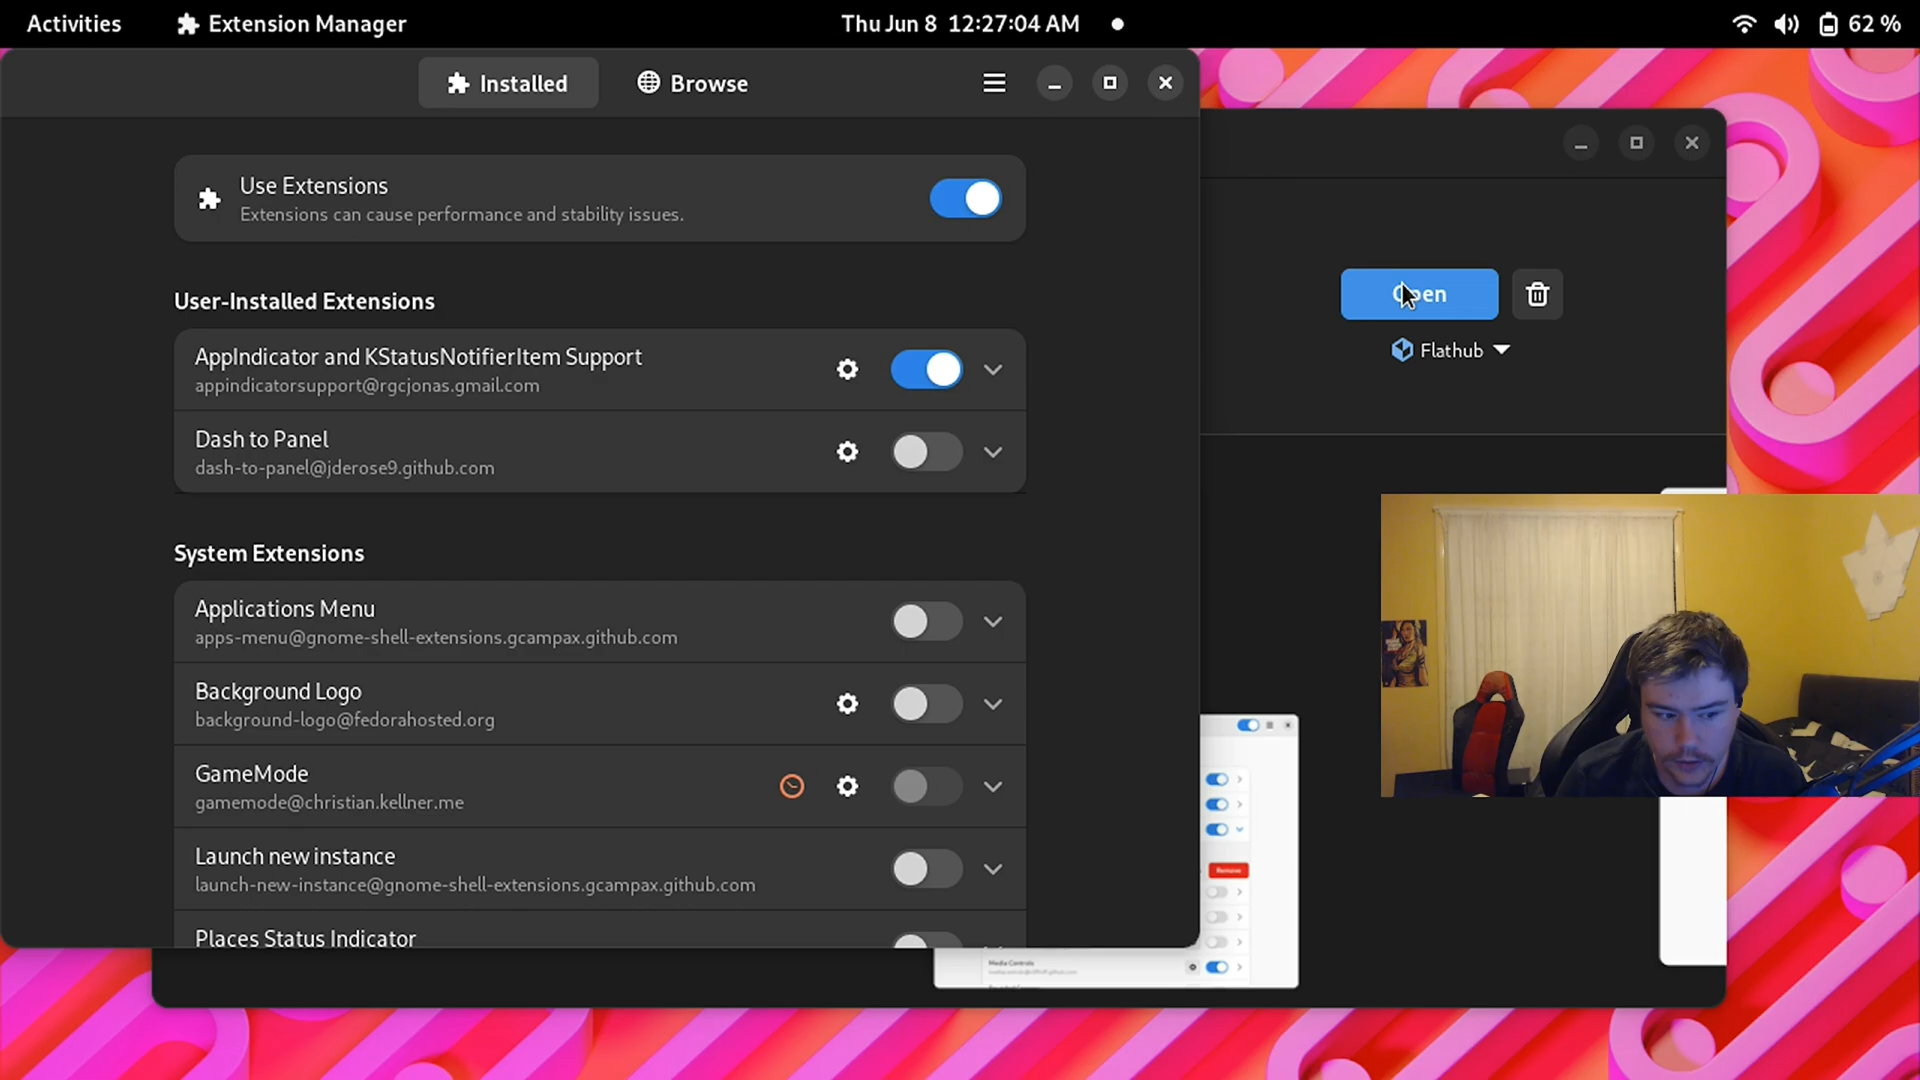 Activities
Extension Manager
Thu Jun 8 12:27:04 AM
62 %
Installed
Browse
Use Extensions
Extensions can cause performance and stability issues.
User-Installed Extensions
AppIndicator and KStatusNotifierItem Support
appindicatorsupport@rgcjonas.gmail.com
Dash to Panel
dash-to-panel@jderose9.github.com
System Extensions
Applications Menu
apps-menu@gnome-shell-extensions.gcampax.github.com
Background Logo
background-logo@fedorahosted.org
GameMode
gamemode@christian.kellner.me
Launch new instance
launch-new-instance@gnome-shell-extensions.gcampax.github.com
Places Status Indicator
Open
Flathub
Remove
Media Controls